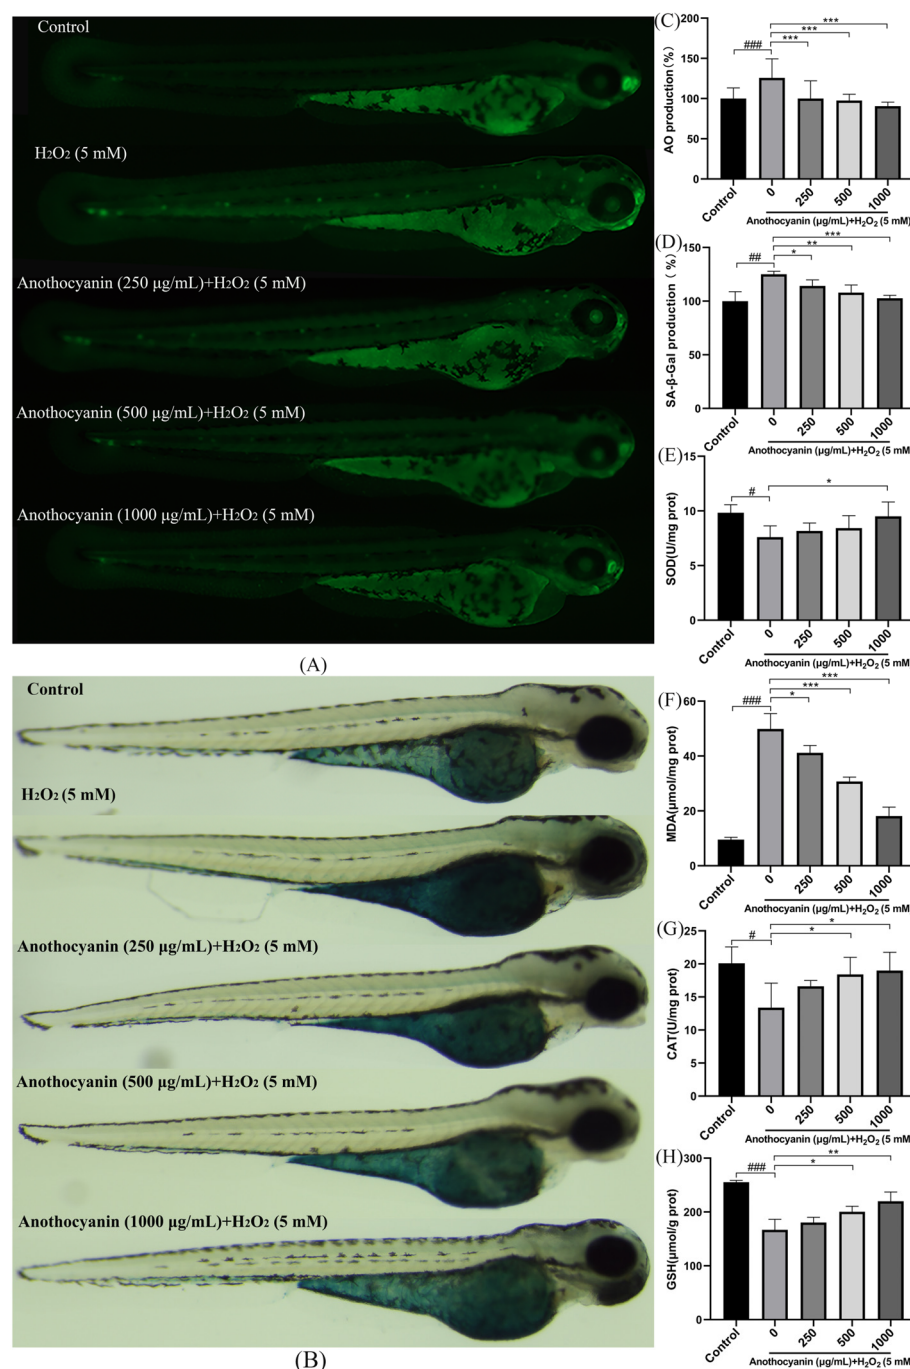 Control
H2O2 (5 mM)
Anothocyanin (250 μg/mL)+H2O2 (5 mM)
Anothocyanin (500 μg/mL)+H2O2 (5 mM)
Anothocyanin (1000 μg/mL)+H2O2 (5 mM)
(A)
Control
H2O2 (5 mM)
Anothocyanin (250 μg/mL)+H2O2 (5 mM)
Anothocyanin (500 μg/mL)+H2O2 (5 mM)
Anothocyanin (1000 μg/mL)+H2O2 (5 mM)
(B)
(C)
AO production(%)
200
150
100
50
0
###
***
***
***
Control
0
250
500
1000
Anothocyanin (μg/mL)+H2O2 (5 mM)
(D)
SA-β-Gal production(%)
150
100
50
0
##
*
**
***
Control
0
250
500
1000
Anothocyanin (μg/mL)+H2O2 (5 mM)
(E)
SOD(U/mg prot)
15
10
5
0
#
*
Control
0
250
500
1000
Anothocyanin (μg/mL)+H2O2 (5 mM)
(F)
MDA(μmol/mg prot)
60
40
20
0
###
*
***
***
Control
0
250
500
1000
Anothocyanin (μg/mL)+H2O2 (5 mM)
(G)
CAT(U/mg prot)
25
20
15
10
5
0
#
*
*
Control
0
250
500
1000
Anothocyanin (μg/mL)+H2O2 (5 mM)
(H)
GSH(μmol/g prot)
300
200
100
0
###
*
**
Control
0
250
500
1000
Anothocyanin (μg/mL)+H2O2 (5 mM)